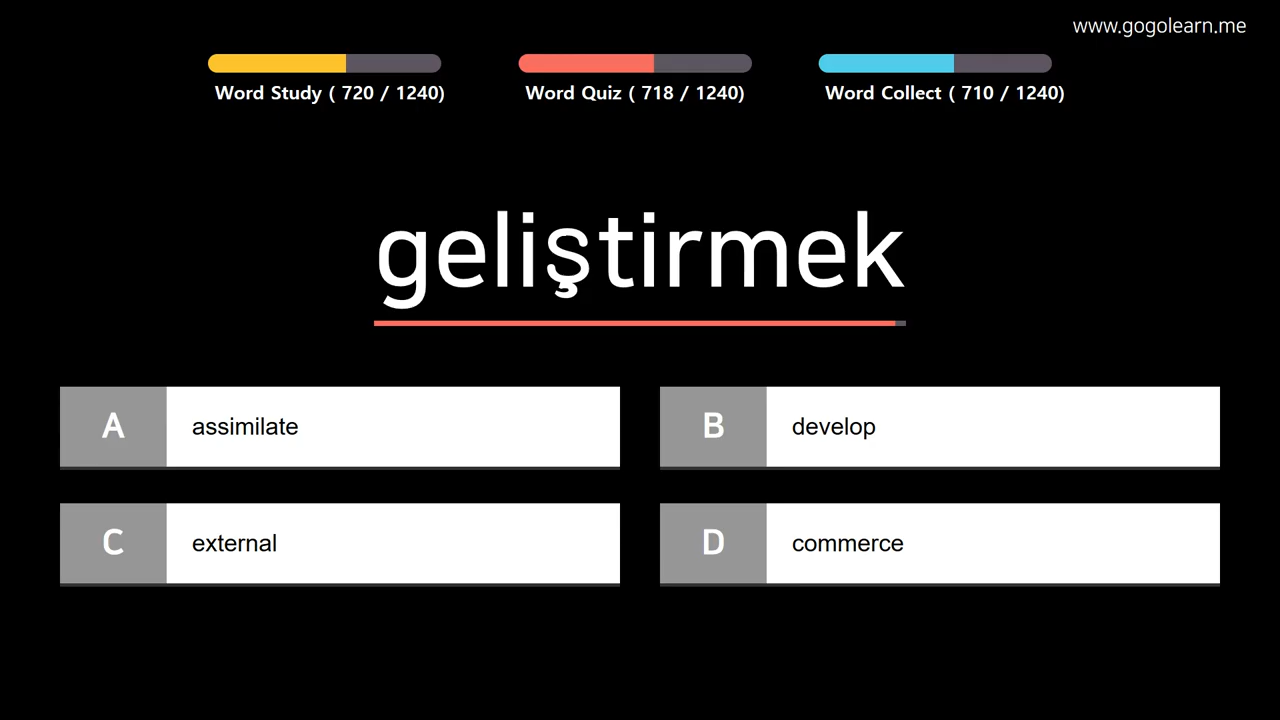 www.gogolearn.me
Word Study ( 720 / 1240)
Word Quiz ( 718 / 1240)
Word Collect ( 710 / 1240)
geliştirmek
A assimilate
B develop
C external
D commerce